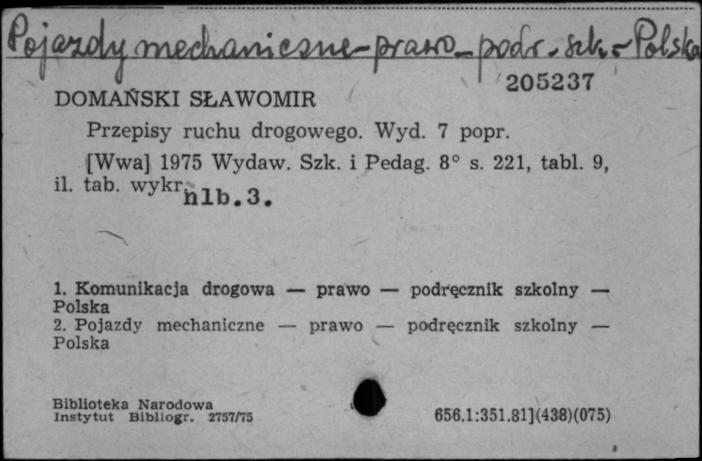 Pojazdy mechaniczne - prawo - podr. szk. - Polska
205237
DOMAŃSKI SŁAWOMIR
Przepisy ruchu drogowego. Wyd. 7 popr.
[Wwa] 1975 Wydaw. Szk. i Pedag. 8° s. 221, tabl. 9,
il. tab. wykr. nlb.3.
1. Komunikacja drogowa — prawo — podręcznik szkolny —
Polska
2. Pojazdy mechaniczne — prawo — podręcznik szkolny —
Polska
Biblioteka Narodowa
Instytut Bibliogr. 2757/75
656.1:351.81](438)(075)